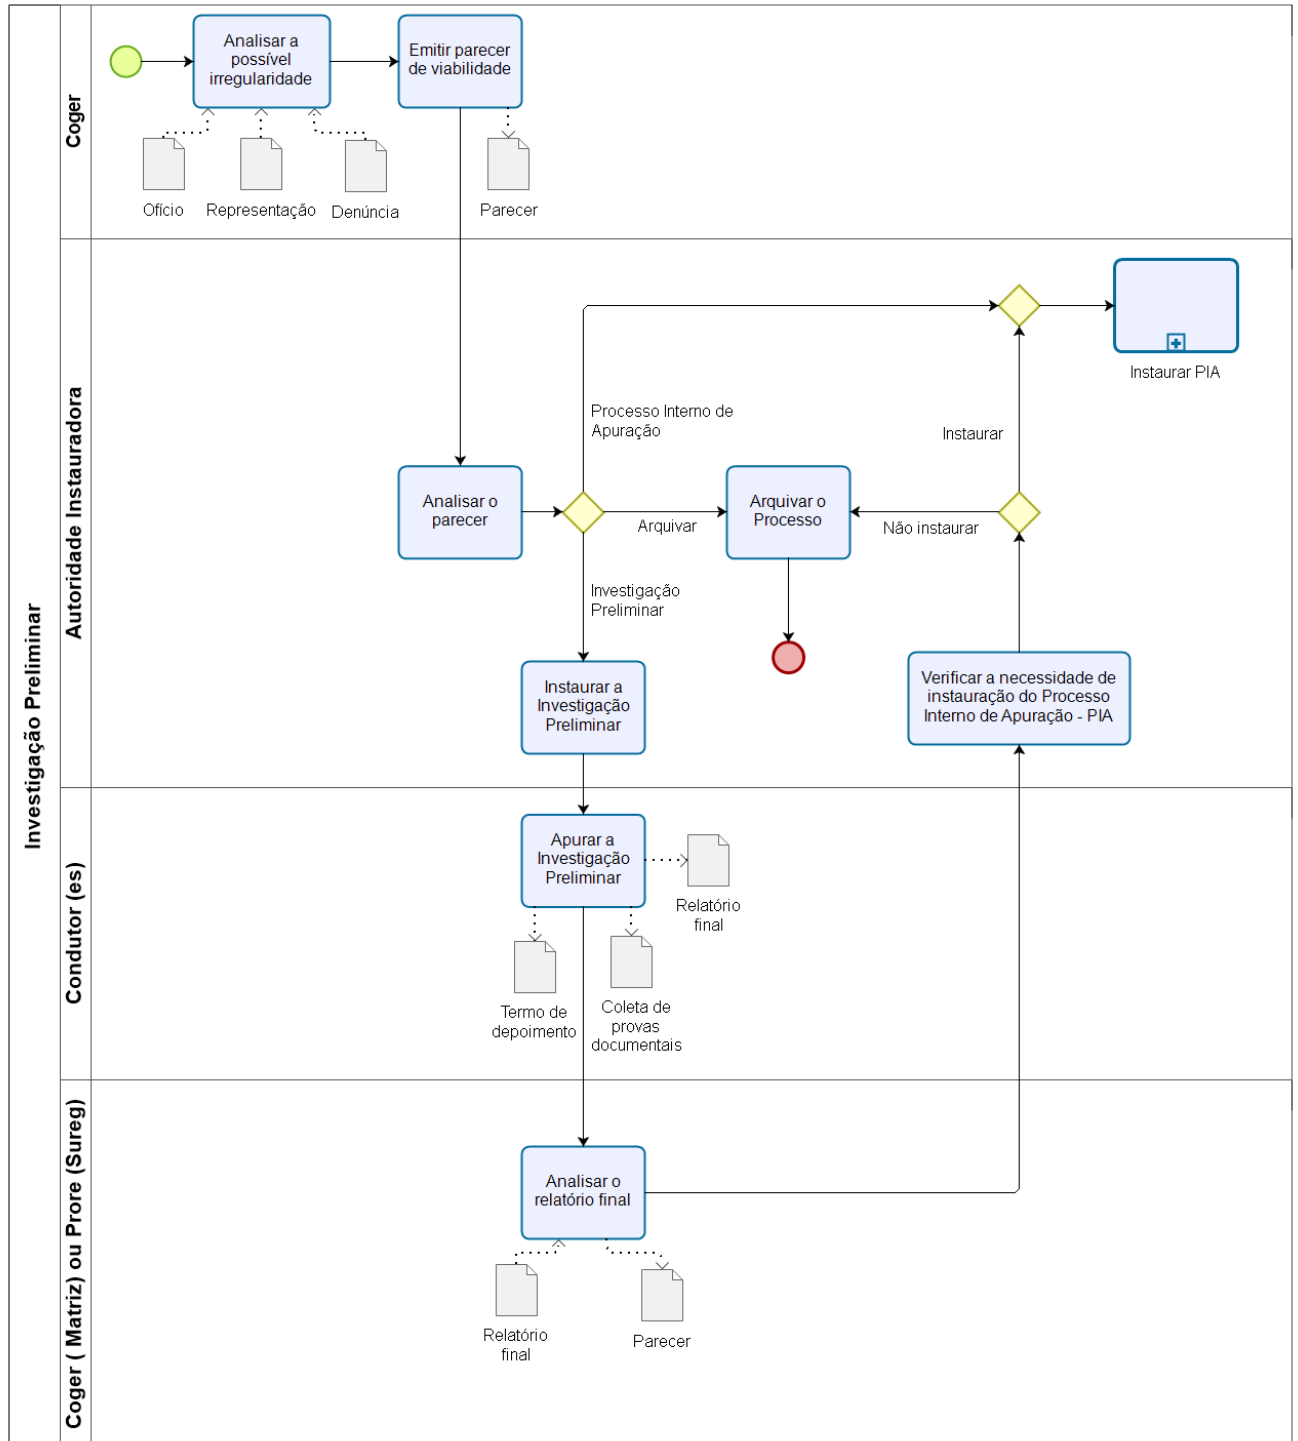 Investigação Preliminar
Coger
Analisar a
possível
irregularidade
Emitir parecer
de viabilidade
Ofício
Representação
Denúncia
Parecer
Autoridade Instauradora
Instaurar PIA
Processo Interno de
Apuração
Instaurar
Analisar o
parecer
Arquivar
Arquivar o
Processo
Não instaurar
Investigação
Preliminar
Instaurar a
Investigação
Preliminar
Verificar a necessidade de
instauração do Processo
Interno de Apuração - PIA
Condutor (es)
Apurar a
Investigação
Preliminar
Relatório
final
Termo de
depoimento
Coleta de
provas
documentais
Coger ( Matriz) ou Prore (Sureg)
Analisar o
relatório final
Relatório
final
Parecer